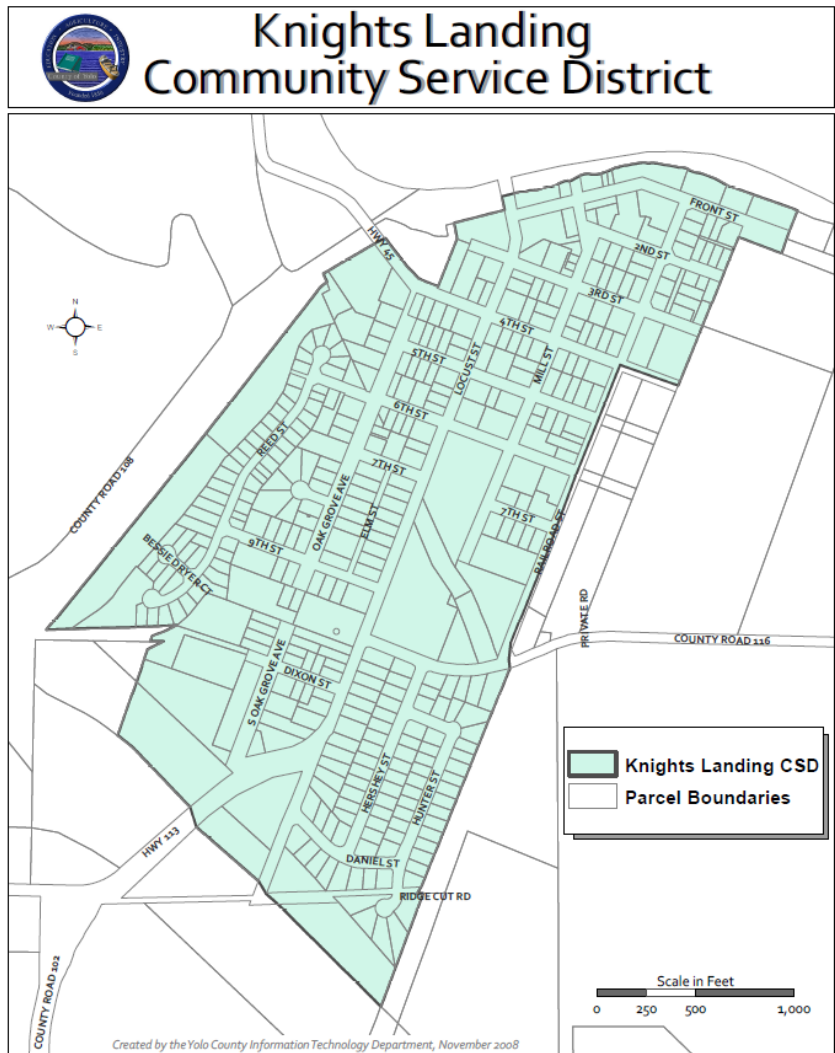 Knights Landing
Community Service District
County of Yolo
FRONT ST
2ND ST
HWY 45
3RD ST
4TH ST
N
W
E
S
5TH ST
LOCUST ST
MILL ST
6TH ST
REED ST
7TH ST
COUNTY ROAD 108
OAK GROVE AVE
ELM ST
7TH ST
9TH ST
RAILROAD ST
BESSIE DRYER CT
PRIVATE RD
COUNTY ROAD 116
S OAK GROVE AVE
DIXON ST
Knights Landing CSD
Parcel Boundaries
HERSHEY ST
HUNTER ST
HWY 113
DANIEL ST
RIDGE CUT RD
COUNTY ROAD 102
Scale in Feet
0 250 500 1,000
Created by the Yolo County Information Technology Department, November 2008